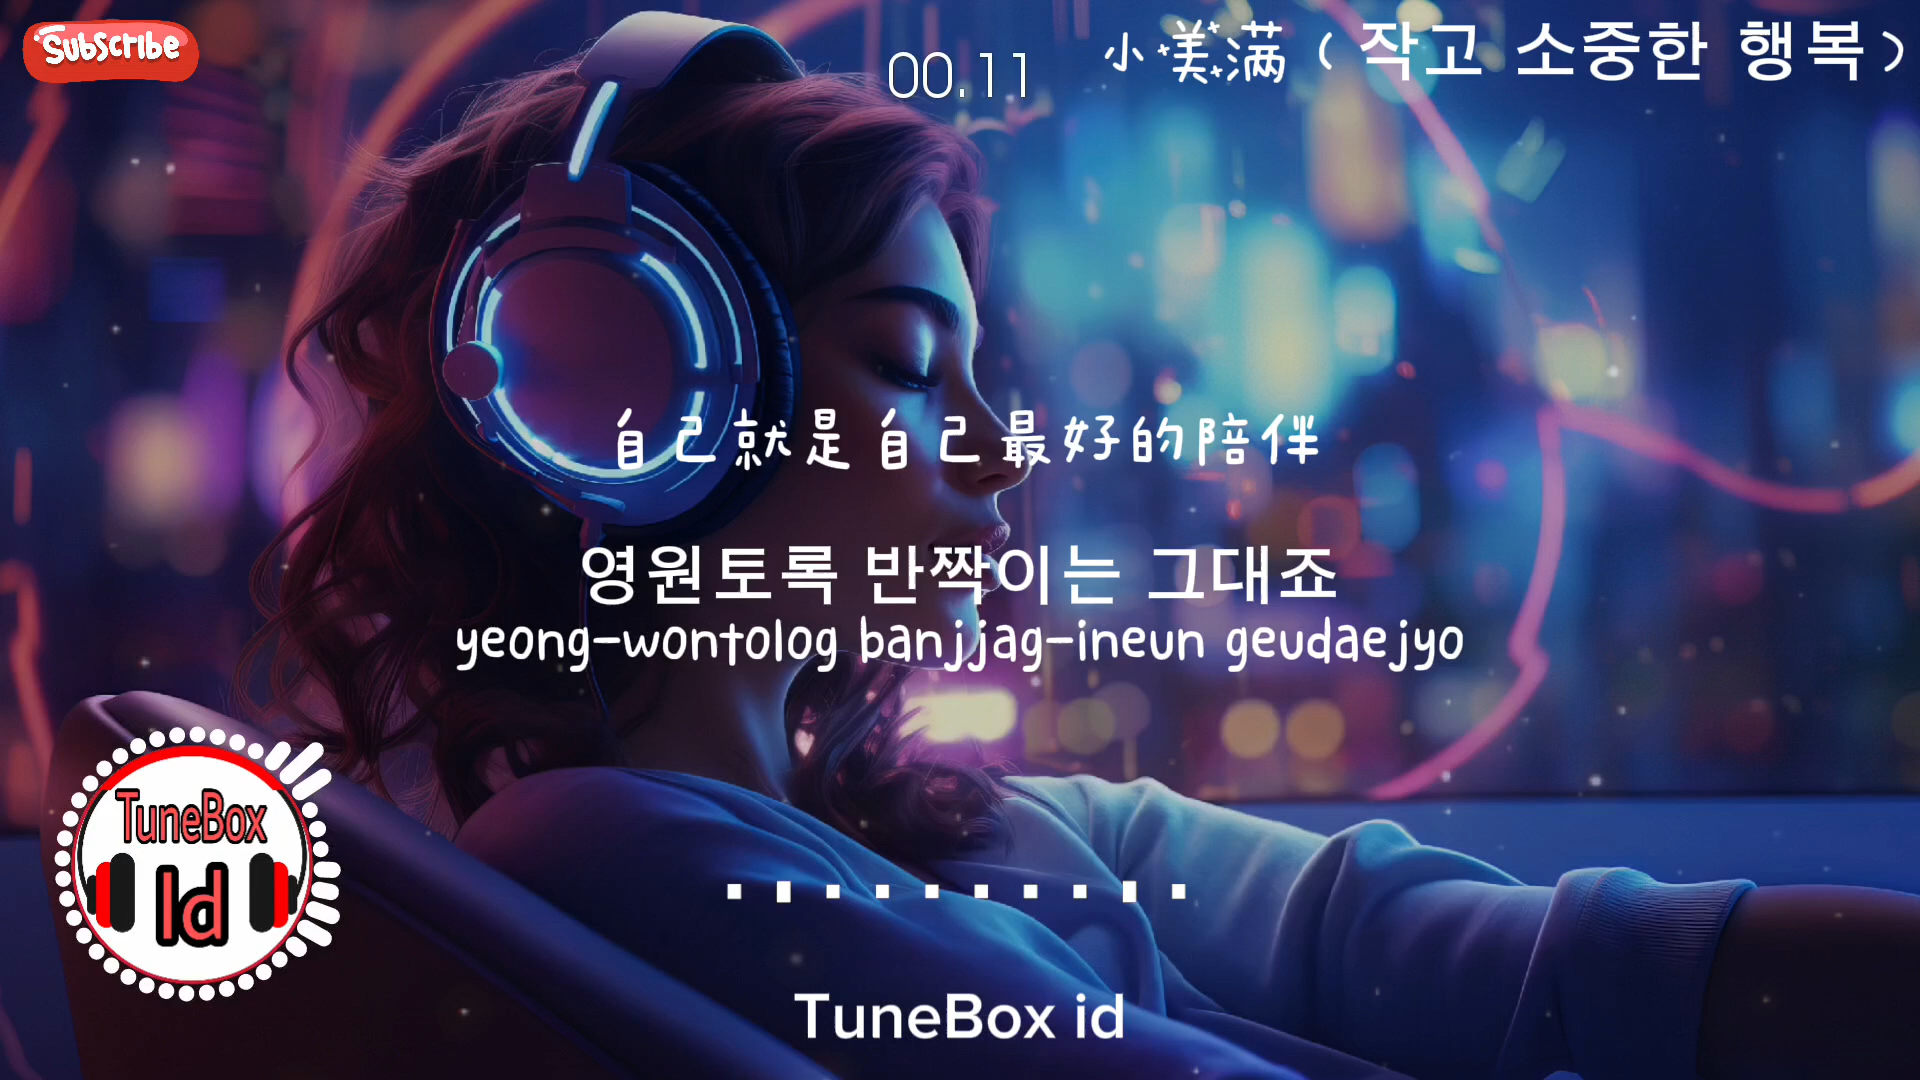 Subscribe
00.11
小美满 ( 작고 소중한 행복 )
自己就是自己最好的陪伴
영원토록 반짝이는 그대죠
yeong-wontolog banjjag-ineun geudaejyo
TuneBox
Id
TuneBox id